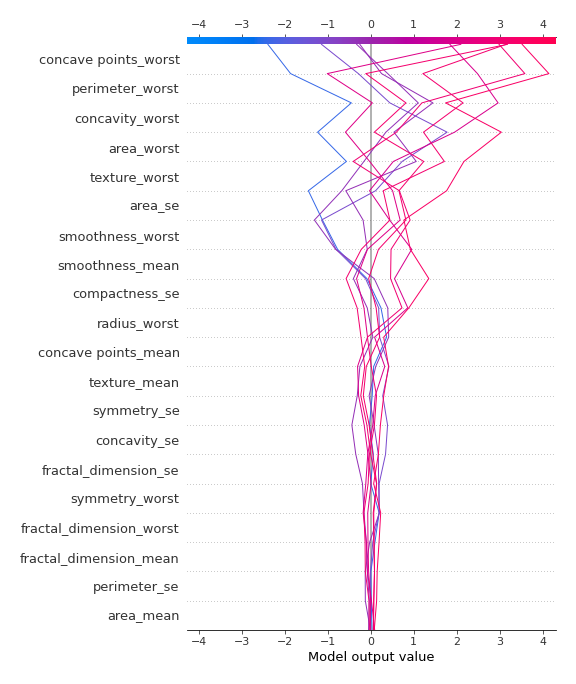 −4 −3 −2 −1 0 1 2 3 4
concave points_worst
perimeter_worst
concavity_worst
area_worst
texture_worst
area_se
smoothness_worst
smoothness_mean
compactness_se
radius_worst
concave points_mean
texture_mean
symmetry_se
concavity_se
fractal_dimension_se
symmetry_worst
fractal_dimension_worst
fractal_dimension_mean
perimeter_se
area_mean
−4 −3 −2 −1 0 1 2 3 4
Model output value